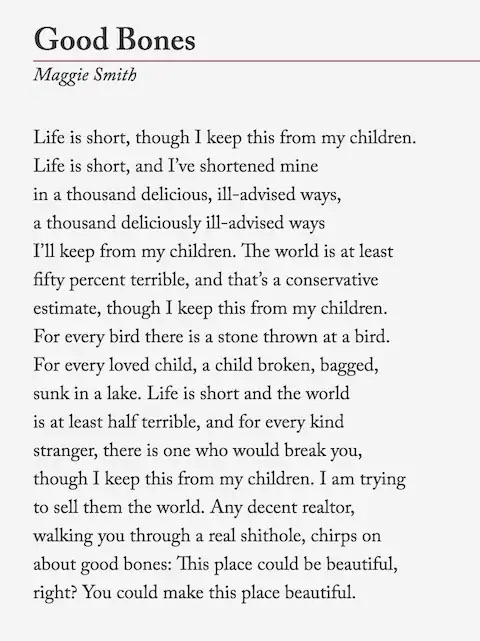 Good Bones
Maggie Smith
Life is short, though I keep this from my children.
Life is short, and I’ve shortened mine
in a thousand delicious, ill-advised ways,
a thousand deliciously ill-advised ways
I’ll keep from my children. The world is at least
fifty percent terrible, and that’s a conservative
estimate, though I keep this from my children.
For every bird there is a stone thrown at a bird.
For every loved child, a child broken, bagged,
sunk in a lake. Life is short and the world
is at least half terrible, and for every kind
stranger, there is one who would break you,
though I keep this from my children. I am trying
to sell them the world. Any decent realtor,
walking you through a real shithole, chirps on
about good bones: This place could be beautiful,
right? You could make this place beautiful.